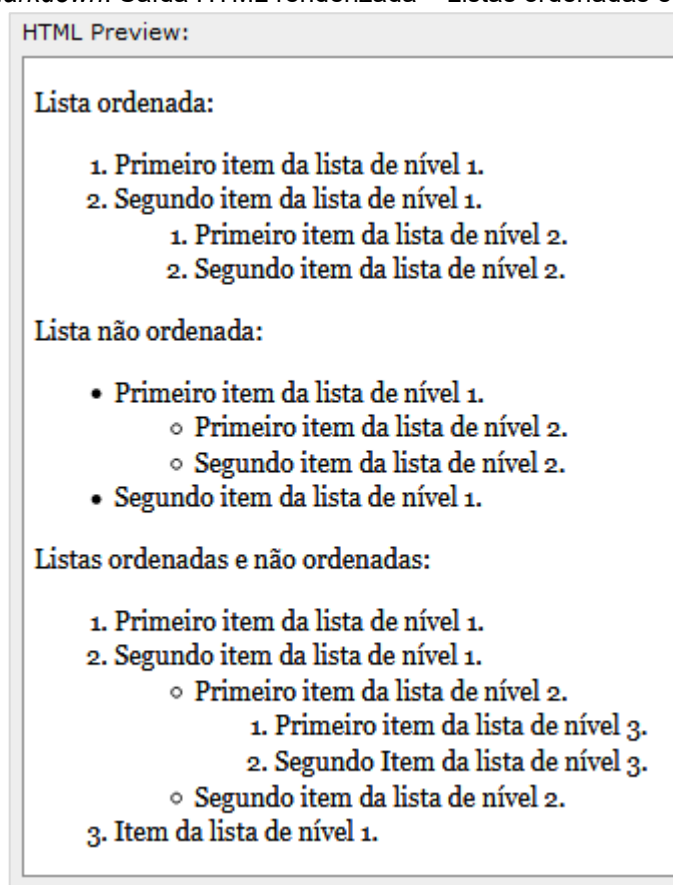 arkdown: Saída HTML renderizada – Listas ordenadas e
HTML Preview:
Lista ordenada:
1. Primeiro item da lista de nível 1.
2. Segundo item da lista de nível 1.
1. Primeiro item da lista de nível 2.
2. Segundo item da lista de nível 2.
Lista não ordenada:
• Primeiro item da lista de nível 1.
◦ Primeiro item da lista de nível 2.
◦ Segundo item da lista de nível 2.
• Segundo item da lista de nível 1.
Listas ordenadas e não ordenadas:
1. Primeiro item da lista de nível 1.
2. Segundo item da lista de nível 1.
◦ Primeiro item da lista de nível 2.
1. Primeiro item da lista de nível 3.
2. Segundo Item da lista de nível 3.
◦ Segundo item da lista de nível 2.
3. Item da lista de nível 1.